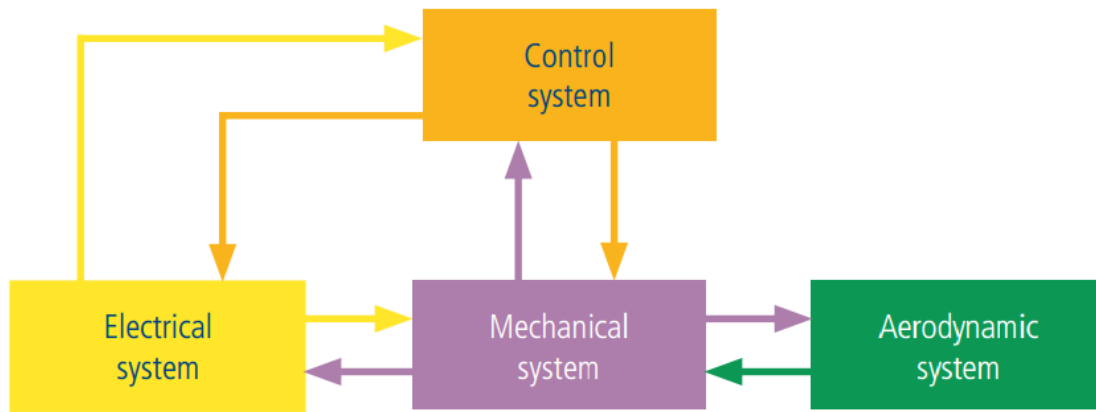 Control
system
Electrical
system
Mechanical
system
Aerodynamic
system